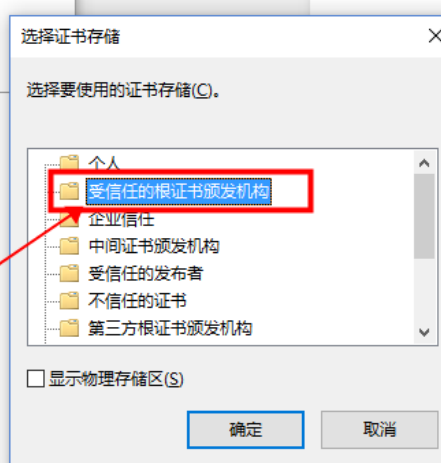 选择证书存储
选择要使用的证书存储(C)。
个人
受信任的根证书颁发机构
企业信任
中间证书颁发机构
受信任的发布者
不信任的证书
第三方根证书颁发机构
显示物理存储区(S)
确定 取消